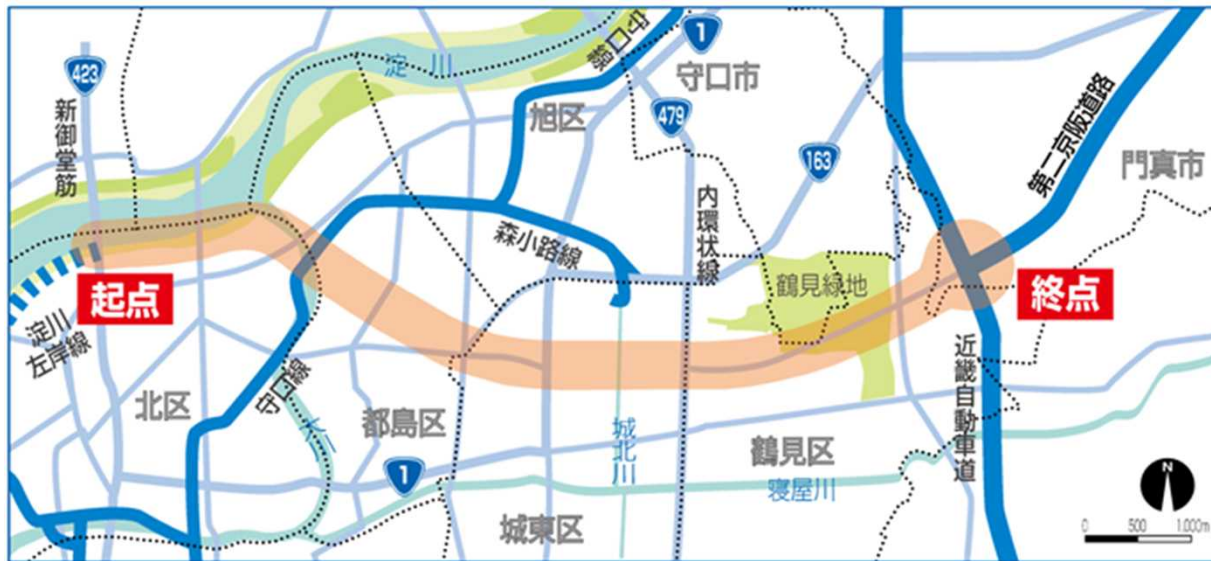 423
新御堂筋
淀川
守口線
1
守口市
旭区
479
163
第二京阪道路
門真市
森小路線
内環状線
鶴見緑地
起点
終点
淀川
左岸線
北区
守口線
大川
都島区
1
城北川
鶴見区
寝屋川
城東区
近畿自動車道
N
0 500 1,000m